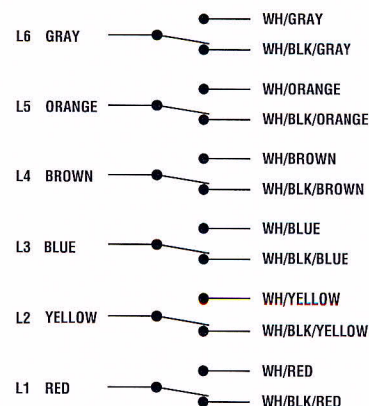 WH/GRAY
L6 GRAY
WH/BLK/GRAY
WH/ORANGE
L5 ORANGE
WH/BLK/ORANGE
WH/BROWN
L4 BROWN
WH/BLK/BROWN
WH/BLUE
L3 BLUE
WH/BLK/BLUE
WH/YELLOW
L2 YELLOW
WH/BLK/YELLOW
WH/RED
L1 RED
WH/BLK/RED